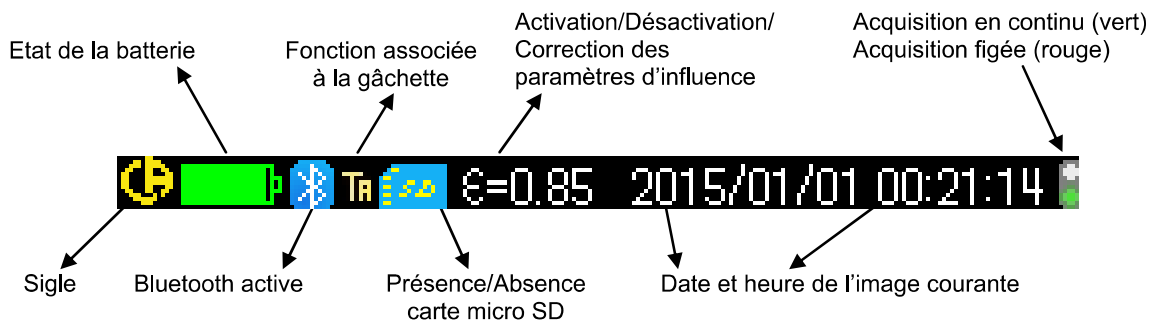 Etat de la batterie
Fonction associée
à la gâchette
Activation/Désactivation/
Correction des
paramètres d'influence
Acquisition en continu (vert)
Acquisition figée (rouge)
CA TA SD €=0.85 2015/01/01 00:21:14
Sigle
Bluetooth active
Présence/Absence
carte micro SD
Date et heure de l'image courante